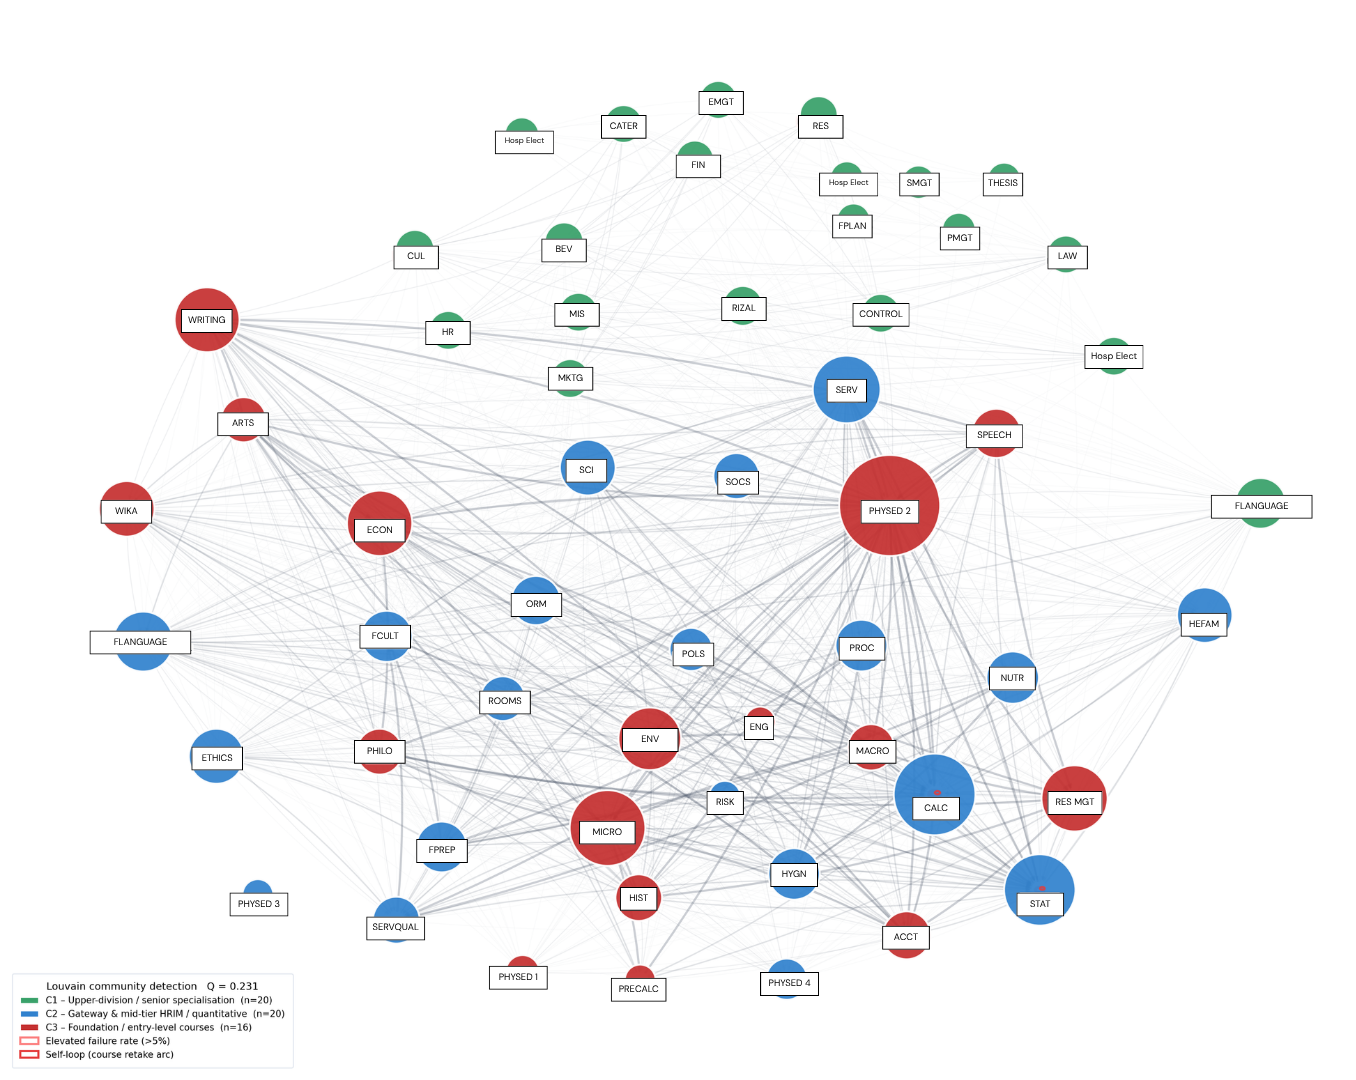 EMGT
CATER
RES
Hosp Elect
FIN
Hosp Elect
SMGT
THESIS
FPLAN
PMGT
CUL
BEV
LAW
MIS
RIZAL
CONTROL
WRITING
HR
Hosp Elect
MKTG
SERV
ARTS
SPEECH
SCI
SOCS
FLANGUAGE
WIKA
PHYSED 2
ECON
ORM
HEFAM
FCULT
FLANGUAGE
PROC
POLS
NUTR
ROOMS
ENG
ENV
PHILO
MACRO
ETHICS
RISK
RES MGT
CALC
MICRO
FPREP
HYGN
HIST
PHYSED 3
STAT
SERVQUAL
ACCT
PHYSED 1
PHYSED 4
PRECALC
Louvain community detection Q = 0.231
C1 – Upper-division / senior specialisation (n=20)
C2 – Gateway & mid-tier HRIM / quantitative (n=20)
C3 – Foundation / entry-level courses (n=16)
Elevated failure rate (>5%)
Self-loop (course retake arc)